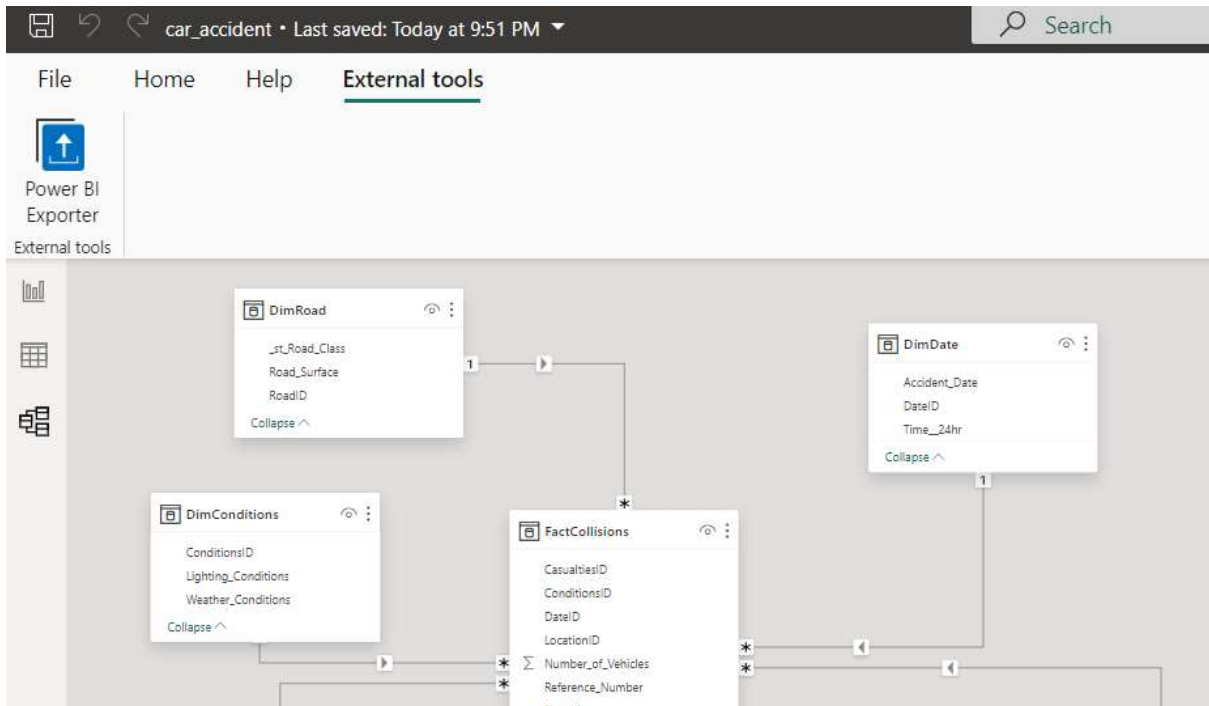 car_accident • Last saved: Today at 9:51 PM
Search
File Home Help External tools
Power BI
Exporter
External tools
DimRoad
_st_Road_Class
Road_Surface
RoadID
Collapse
DimDate
Accident_Date
DateID
Time__24hr
Collapse
1
1
*
DimConditions
ConditionsID
Lighting_Conditions
Weather_Conditions
Collapse
FactCollisions
CasualtiesID
ConditionsID
DateID
LocationID
Σ Number_of_Vehicles
Reference_Number
*
*
*
*